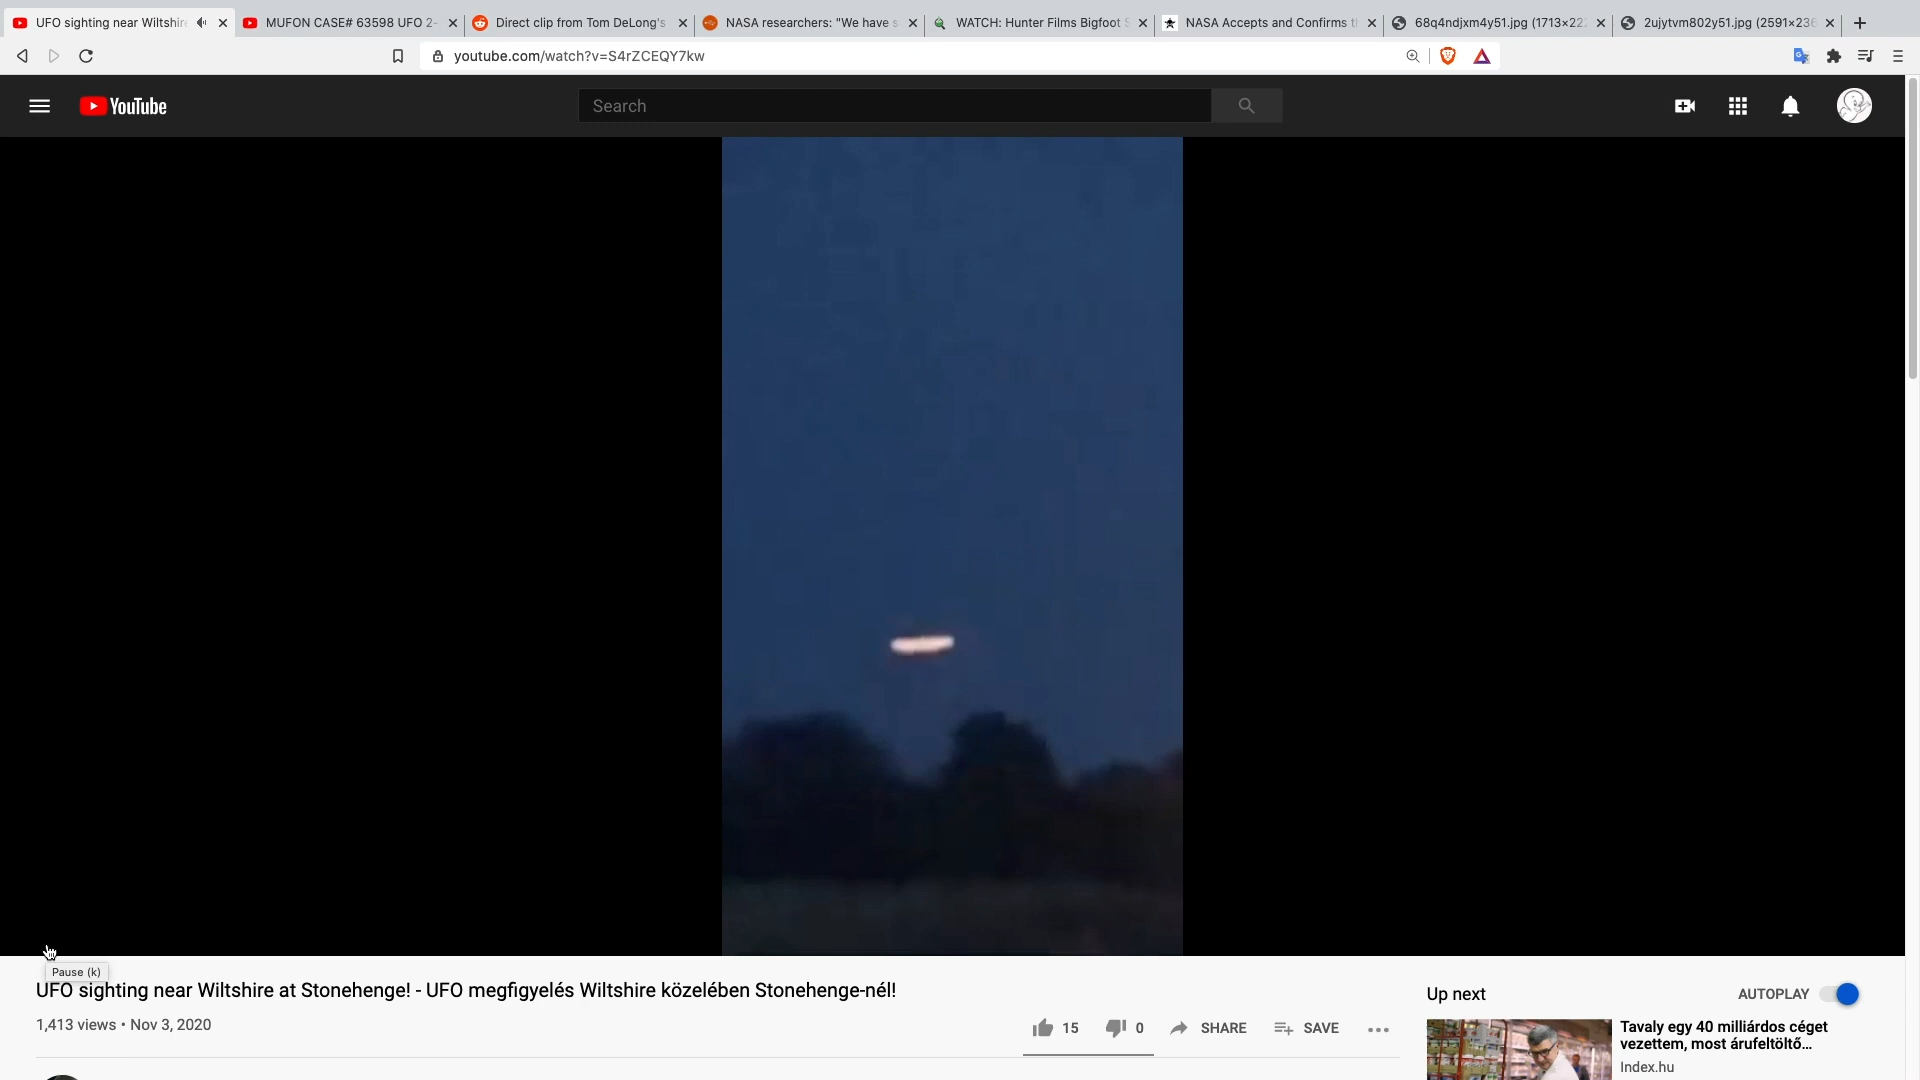 UFO sighting near Wiltshire
MUFON CASE# 63598 UFO 2-
Direct clip from Tom DeLong's
NASA researchers: "We have s
WATCH: Hunter Films Bigfoot S
NASA Accepts and Confirms t
68q4ndjxm4y51.jpg (1713×22
2ujytvm802y51.jpg (2591×236
youtube.com/watch?v=S4rZCEQY7kw
YouTube
Search
Pause (k)
UFO sighting near Wiltshire at Stonehenge! - UFO megfigyelés Wiltshire közelében Stonehenge-nél!
1,413 views • Nov 3, 2020
15
0
SHARE
SAVE
Up next
AUTOPLAY
Tavaly egy 40 milliárdos céget
vezettem, most árufeltöltő...
Index.hu